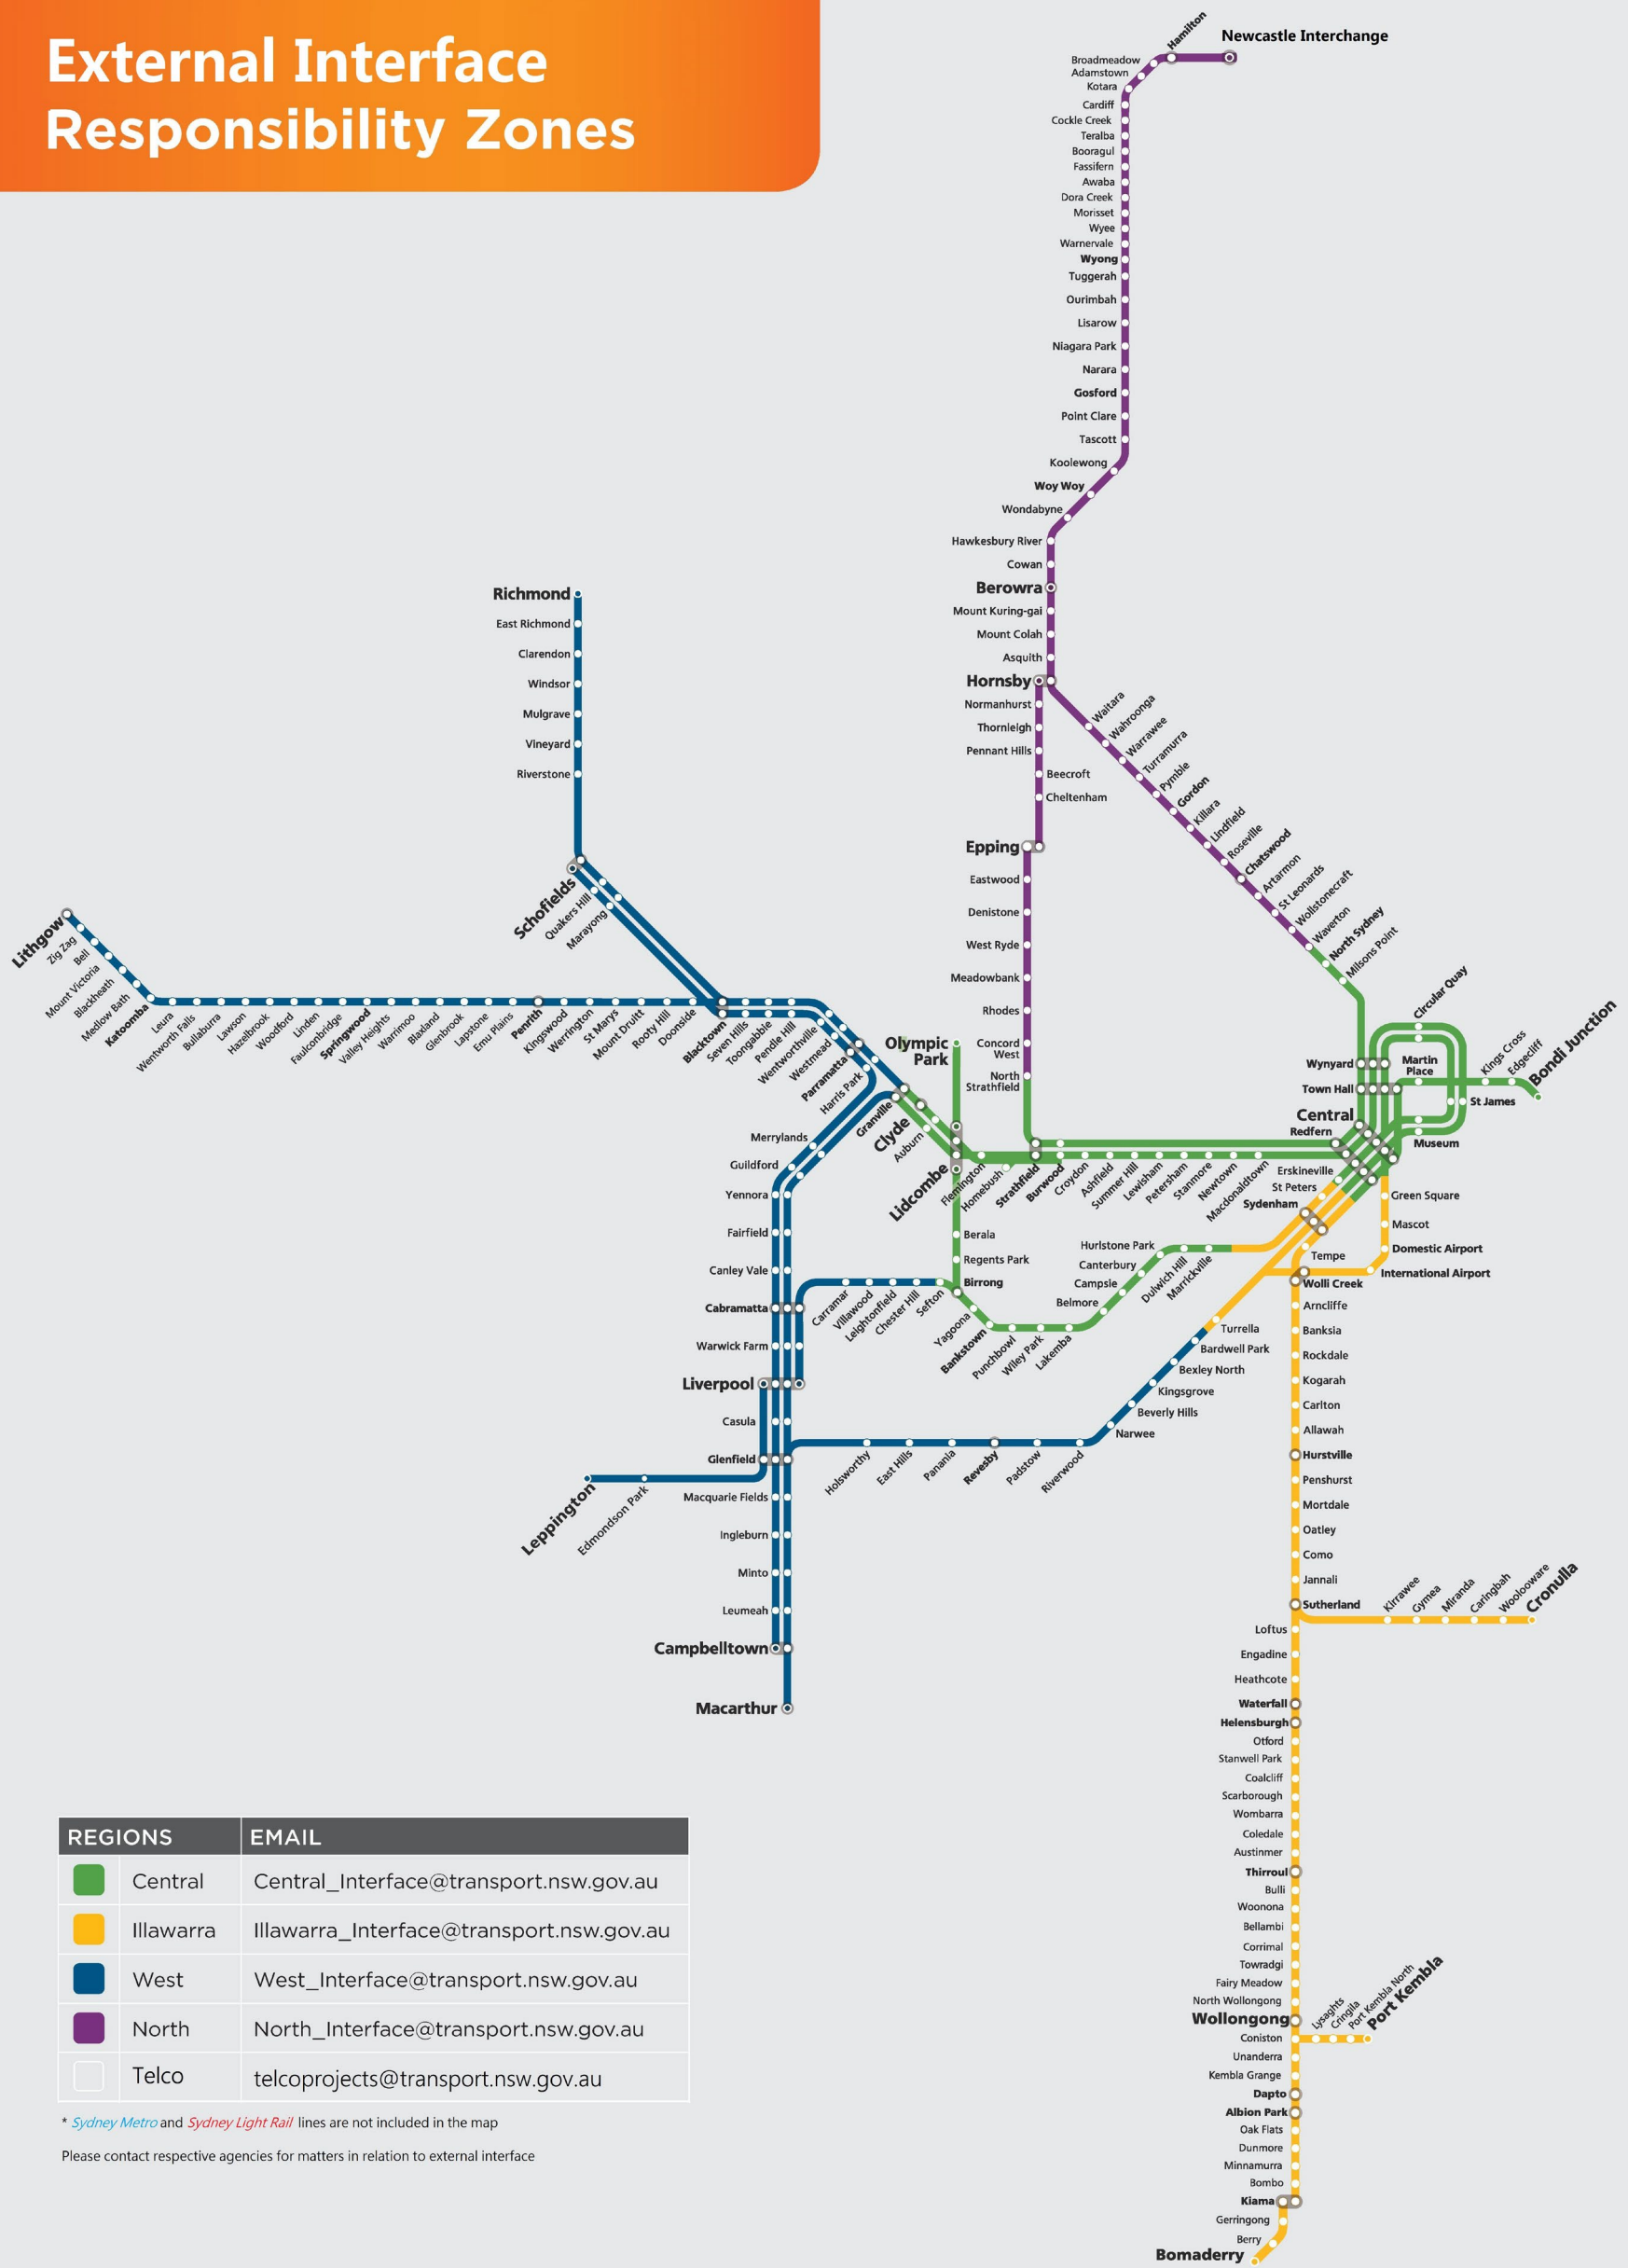 External Interface
Responsibility Zones
Hamilton
Newcastle Interchange
Broadmeadow
Adamstown
Kotara
Cardiff
Cockle Creek
Teralba
Booragul
Fassifern
Awaba
Dora Creek
Morisset
Wyee
Warnervale
Wyong
Tuggerah
Ourimbah
Lisarow
Niagara Park
Narara
Gosford
Point Clare
Tascott
Koolewong
Woy Woy
Wondabyne
Hawkesbury River
Cowan
Berowra
Mount Kuring-gai
Mount Colah
Asquith
Hornsby
Normanhurst
Thornleigh
Pennant Hills
Beecroft
Cheltenham
Epping
Eastwood
Denistone
West Ryde
Meadowbank
Rhodes
Concord
West
North
Strathfield
Waitara
Wahroonga
Warrawee
Turramurra
Pymble
Gordon
Killara
Lindfield
Roseville
Chatswood
Artarmon
St Leonards
Wollstonecraft
Waverton
North Sydney
Milsons Point
Richmond
East Richmond
Clarendon
Windsor
Mulgrave
Vineyard
Riverstone
Schofields
Quakers Hill
Marayong
Lithgow
Zig Zag
Bell
Mount Victoria
Blackheath
Medlow Bath
Katoomba
Leura
Wentworth Falls
Bullaburra
Lawson
Hazelbrook
Woodford
Linden
Faulconbridge
Springwood
Valley Heights
Warrimoo
Blaxland
Glenbrook
Lapstone
Emu Plains
Penrith
Kingswood
Werrington
St Marys
Mount Druitt
Rooty Hill
Doonside
Blacktown
Seven Hills
Toongabbie
Pendle Hill
Wentworthville
Westmead
Parramatta
Harris Park
Granville
Clyde
Auburn
Lidcombe
Olympic
Park
Flemington
Homebush
Strathfield
Burwood
Croydon
Ashfield
Summer Hill
Lewisham
Petersham
Stanmore
Newtown
Macdonaldtown
Redfern
Central
Town Hall
Wynyard
Circular Quay
Martin
Place
St James
Museum
Kings Cross
Edgecliff
Bondi Junction
Erskineville
St Peters
Sydenham
Green Square
Mascot
Domestic Airport
International Airport
Tempe
Wolli Creek
Merrylands
Guildford
Yennora
Fairfield
Canley Vale
Cabramatta
Warwick Farm
Liverpool
Casula
Glenfield
Macquarie Fields
Ingleburn
Minto
Leumeah
Campbelltown
Macarthur
Leppington
Edmondson Park
Carramar
Villawood
Leightonfield
Chester Hill
Sefton
Berala
Regents Park
Birrong
Yagoona
Bankstown
Punchbowl
Wiley Park
Lakemba
Belmore
Campsie
Canterbury
Hurlstone Park
Dulwich Hill
Marrickville
Turrella
Bardwell Park
Bexley North
Kingsgrove
Beverly Hills
Narwee
Riverwood
Padstow
Revesby
Panania
East Hills
Holsworthy
Arncliffe
Banksia
Rockdale
Kogarah
Carlton
Allawah
Hurstville
Penshurst
Mortdale
Oatley
Como
Jannali
Sutherland
Kirrawee
Gymea
Miranda
Caringbah
Woolooware
Cronulla
Loftus
Engadine
Heathcote
Waterfall
Helensburgh
Otford
Stanwell Park
Coalcliff
Scarborough
Wombarra
Coledale
Austinmer
Thirroul
Bulli
Woonona
Bellambi
Corrimal
Towradgi
Fairy Meadow
North Wollongong
Wollongong
Coniston
Lysaghts
Cringila
Port Kembla North
Port Kembla
Unanderra
Kembla Grange
Dapto
Albion Park
Oak Flats
Dunmore
Minnamurra
Bombo
Kiama
Gerringong
Berry
Bomaderry
REGIONS EMAIL
Central Central_Interface@transport.nsw.gov.au
Illawarra Illawarra_Interface@transport.nsw.gov.au
West West_Interface@transport.nsw.gov.au
North North_Interface@transport.nsw.gov.au
Telco telcoprojects@transport.nsw.gov.au
* Sydney Metro and Sydney Light Rail lines are not included in the map
Please contact respective agencies for matters in relation to external interface